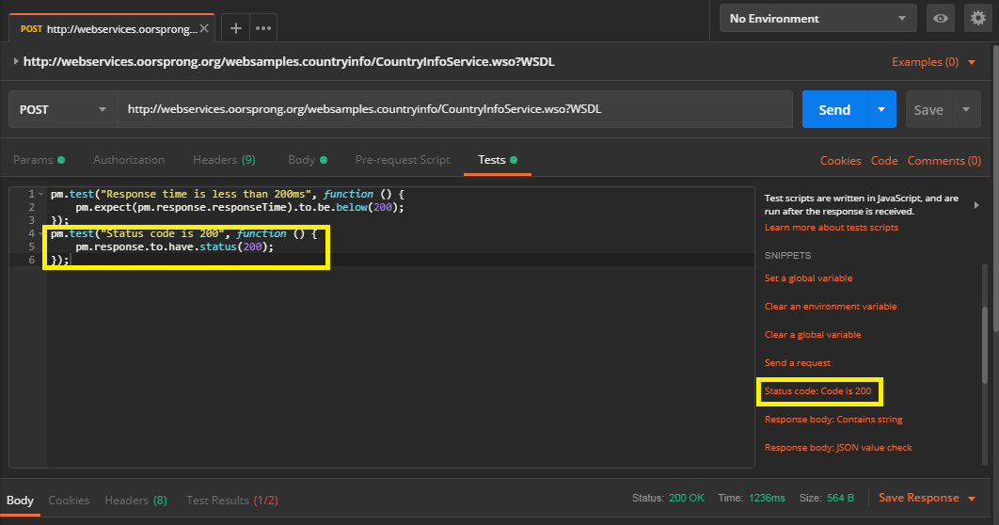 POST http://webservices.oorsprong...
No Environment
http://webservices.oorsprong.org/websamples.countryinfo/CountryInfoService.wso?WSDL
Examples (0)
POST
http://webservices.oorsprong.org/websamples.countryinfo/CountryInfoService.wso?WSDL
Send
Save
Params
Authorization
Headers (9)
Body
Pre-request Script
Tests
Cookies
Code
Comments (0)
1 pm.test("Response time is less than 200ms", function () {
2 pm.expect(pm.response.responseTime).to.be.below(200);
3 });
4 pm.test("Status code is 200", function () {
5 pm.response.to.have.status(200);
6 });
Test scripts are written in JavaScript, and are
run after the response is received.
Learn more about tests scripts
SNIPPETS
Set a global variable
Clear an environment variable
Clear a global variable
Send a request
Status code: Code is 200
Response body: Contains string
Response body: JSON value check
Body
Cookies
Headers (8)
Test Results (1/2)
Status: 200 OK
Time: 1236ms
Size: 564 B
Save Response